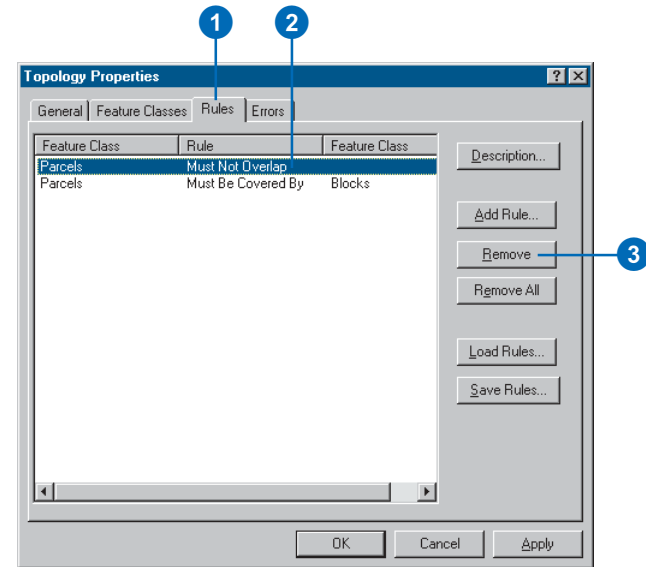 1 2
Topology Properties
General Feature Classes Rules Errors
Feature Class Rule Feature Class
Parcels Must Not Overlap
Parcels Must Be Covered By Blocks
Description...
Add Rule...
Remove
3
Remove All
Load Rules...
Save Rules...
OK Cancel Apply